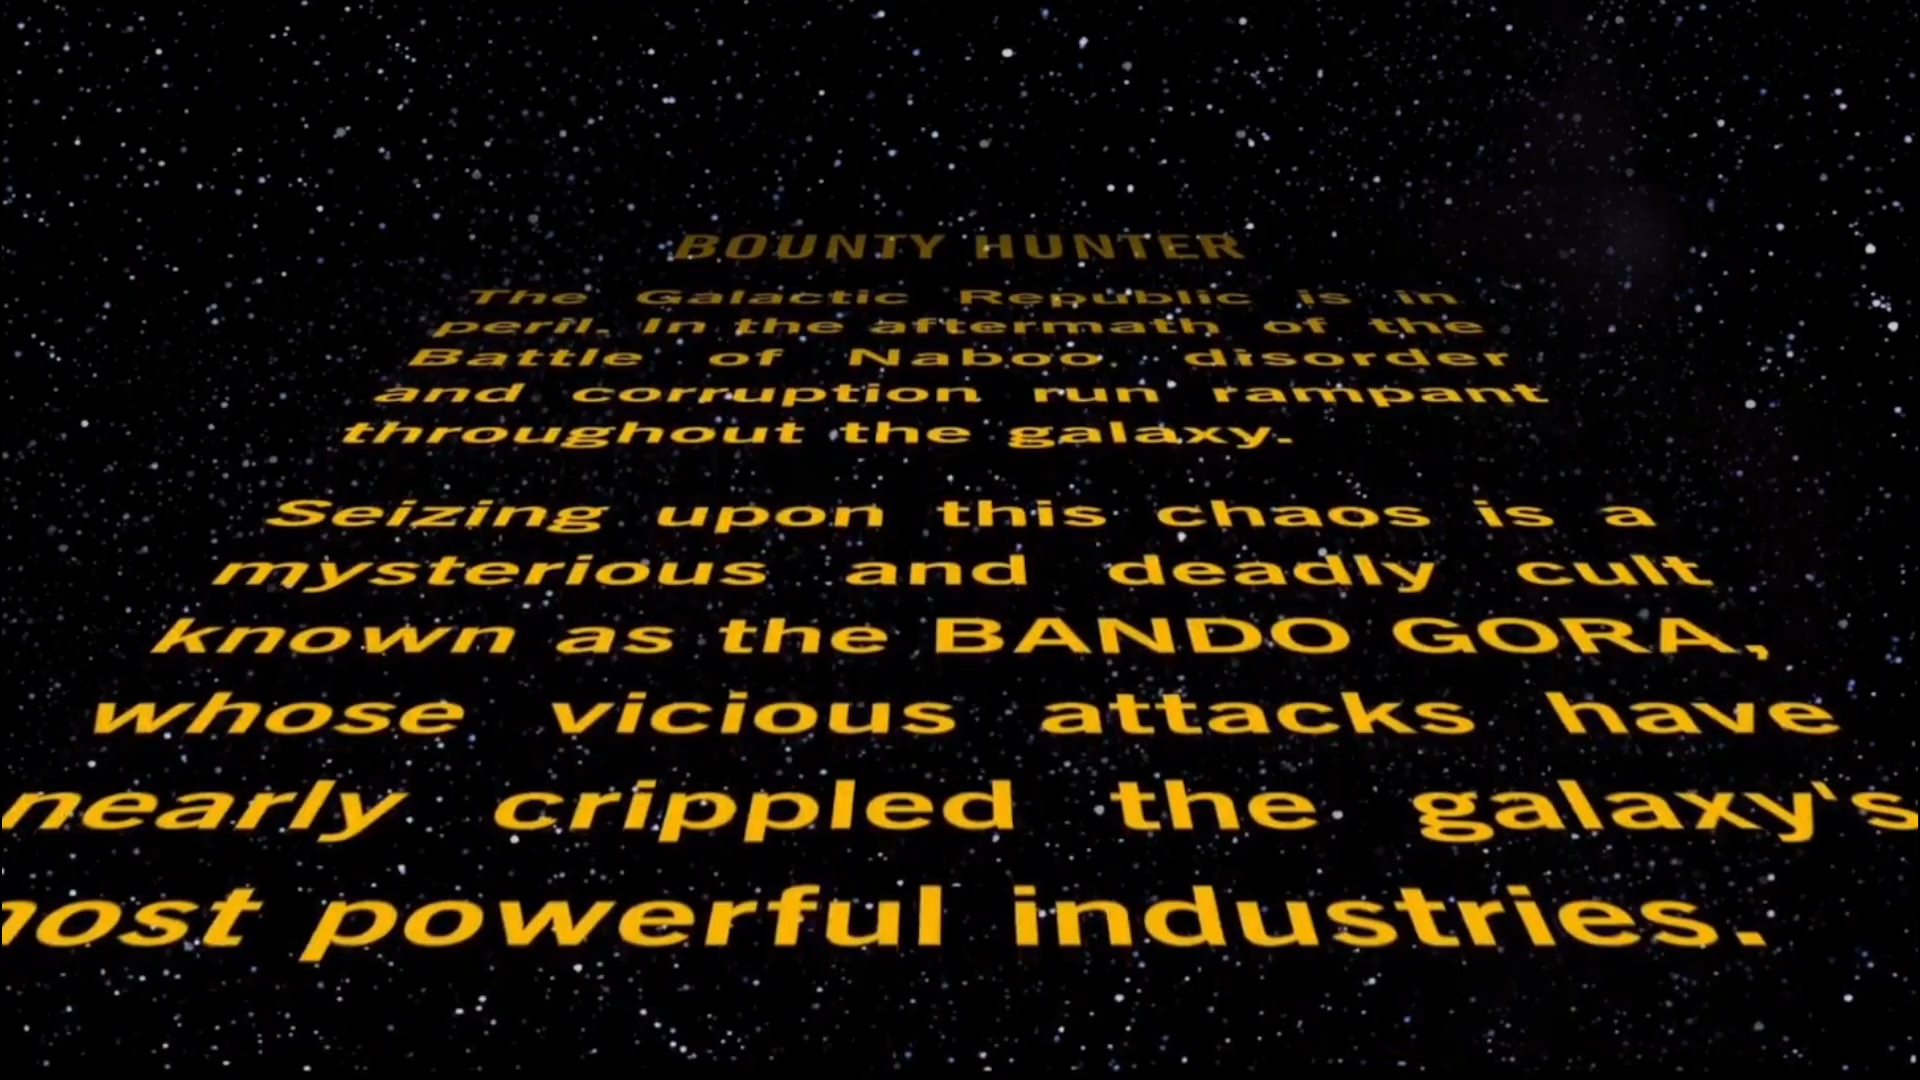 BOUNTY HUNTER
The Galactic Republic is in
peril. In the aftermath of the
Battle of Naboo, disorder
and corruption run rampant
throughout the galaxy.
Seizing upon this chaos is a
mysterious and deadly cult
known as the BANDO GORA,
whose vicious attacks have
nearly crippled the galaxy's
most powerful industries.